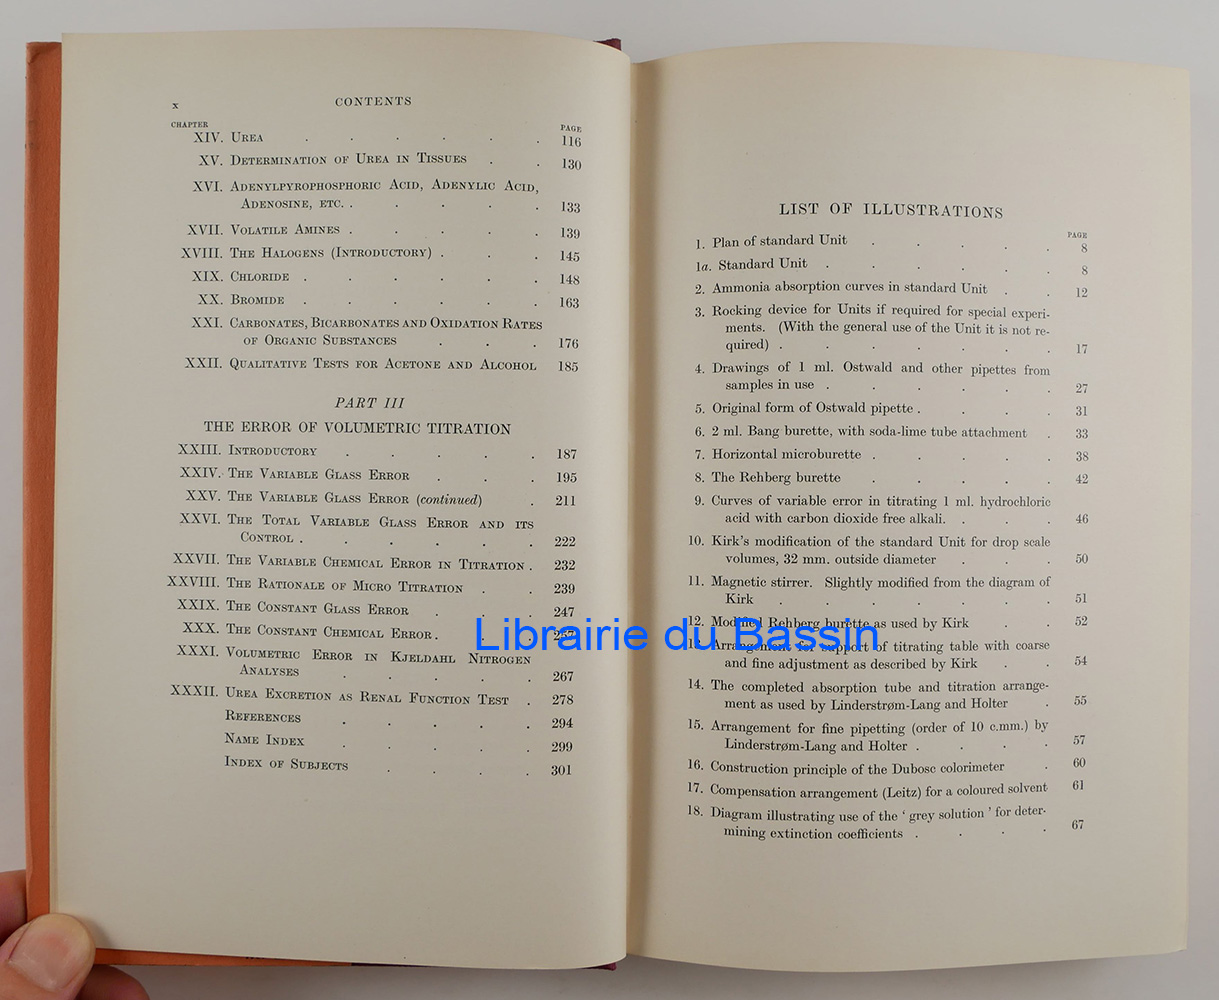 x
CONTENTS
CHAPTER
PAGE
XIV. UREA . . . . . . 116
XV. DETERMINATION OF UREA IN TISSUES . . 130
XVI. ADENYLPYROPHOSPHORIC ACID, ADENYLIC ACID,
ADENOSINE, ETC. . . . . . 133
XVII. VOLATILE AMINES . . . . . 139
XVIII. THE HALOGENS (INTRODUCTORY) . . . 145
XIX. CHLORIDE . . . . . . 148
XX. BROMIDE . . . . . . 163
XXI. CARBONATES, BICARBONATES AND OXIDATION RATES
OF ORGANIC SUBSTANCES . . . 176
XXII. QUALITATIVE TESTS FOR ACETONE AND ALCOHOL 185
PART III
THE ERROR OF VOLUMETRIC TITRATION
XXIII. INTRODUCTORY . . . . . 187
XXIV. THE VARIABLE GLASS ERROR . . . 195
XXV. THE VARIABLE GLASS ERROR (continued) . 211
XXVI. THE TOTAL VARIABLE GLASS ERROR AND ITS
CONTROL . . . . . . 222
XXVII. THE VARIABLE CHEMICAL ERROR IN TITRATION . 232
XXVIII. THE RATIONALE OF MICRO TITRATION . . 239
XXIX. THE CONSTANT GLASS ERROR . . . 247
XXX. THE CONSTANT CHEMICAL ERROR . . . 257
XXXI. VOLUMETRIC ERROR IN KJELDAHL NITROGEN
ANALYSES . . . . . 267
XXXII. UREA EXCRETION AS RENAL FUNCTION TEST . 278
REFERENCES . . . . . 294
NAME INDEX . . . . . 299
INDEX OF SUBJECTS . . . . 301
LIST OF ILLUSTRATIONS
PAGE
1. Plan of standard Unit . . . . . 8
1a. Standard Unit . . . . . . 8
2. Ammonia absorption curves in standard Unit . . 12
3. Rocking device for Units if required for special experi-
ments. (With the general use of the Unit it is not re-
quired) . . . . . . . 17
4. Drawings of 1 ml. Ostwald and other pipettes from
samples in use . . . . . . 27
5. Original form of Ostwald pipette . . . . 31
6. 2 ml. Bang burette, with soda-lime tube attachment . 33
7. Horizontal microburette . . . . . 38
8. The Rehberg burette . . . . . 42
9. Curves of variable error in titrating 1 ml. hydrochloric
acid with carbon dioxide free alkali. . . . 46
10. Kirk's modification of the standard Unit for drop scale
volumes, 32 mm. outside diameter . . . 50
11. Magnetic stirrer. Slightly modified from the diagram of
Kirk . . . . . . . 51
12. Modified Rehberg burette as used by Kirk . . 52
13. Arrangement for support of titrating table with coarse
and fine adjustment as described by Kirk . . 54
14. The completed absorption tube and titration arrange-
ment as used by Linderstrøm-Lang and Holter . 55
15. Arrangement for fine pipetting (order of 10 c.mm.) by
Linderstrøm-Lang and Holter . . . . 57
16. Construction principle of the Dubosc colorimeter . 60
17. Compensation arrangement (Leitz) for a coloured solvent 61
18. Diagram illustrating use of the ' grey solution ' for deter-
mining extinction coefficients . . . . 67
Librairie du Bassin